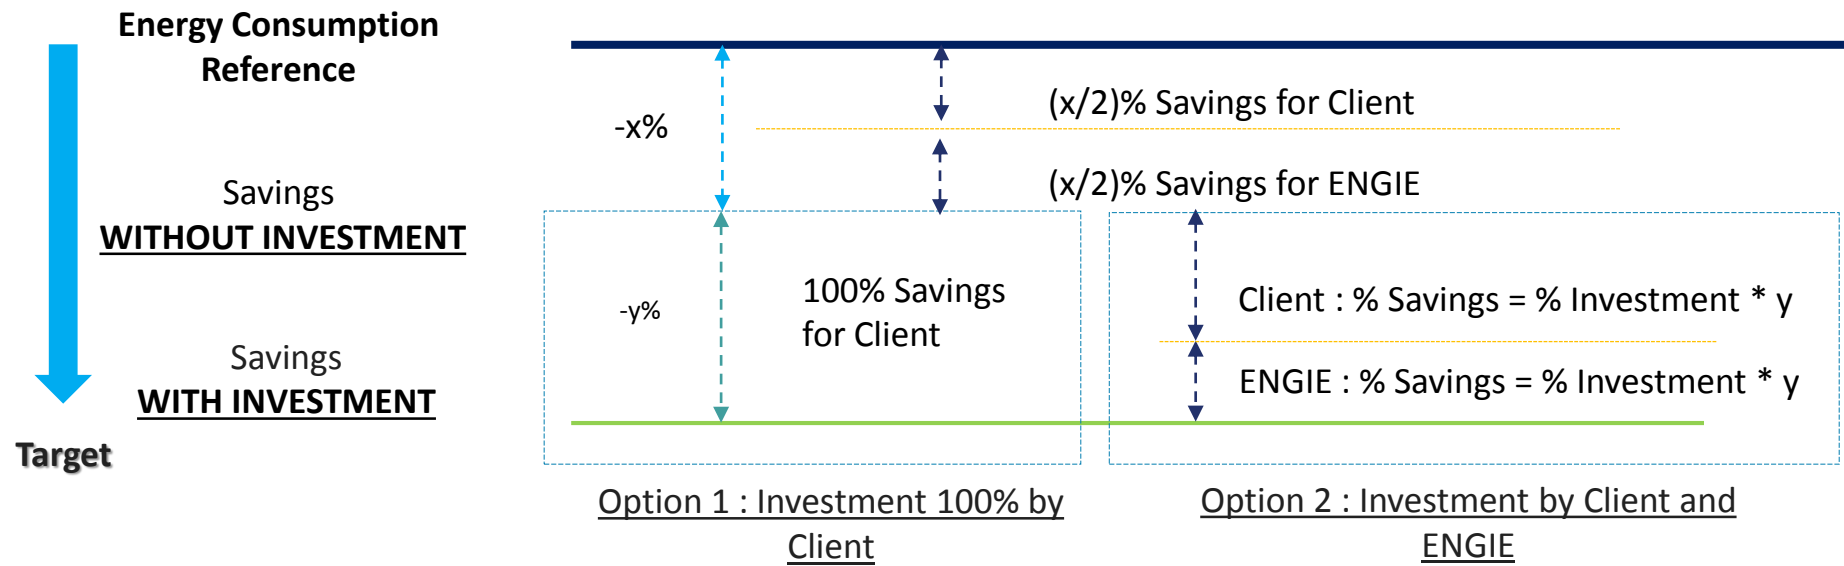 Energy Consumption
Reference
(x/2)% Savings for Client
-x%
(x/2)% Savings for ENGIE
Savings
WITHOUT INVESTMENT
100% Savings
for Client
-y%
Client : % Savings = % Investment * y
ENGIE : % Savings = % Investment * y
Savings
WITH INVESTMENT
Target
Option 1 : Investment 100% by
Client
Option 2 : Investment by Client and
ENGIE